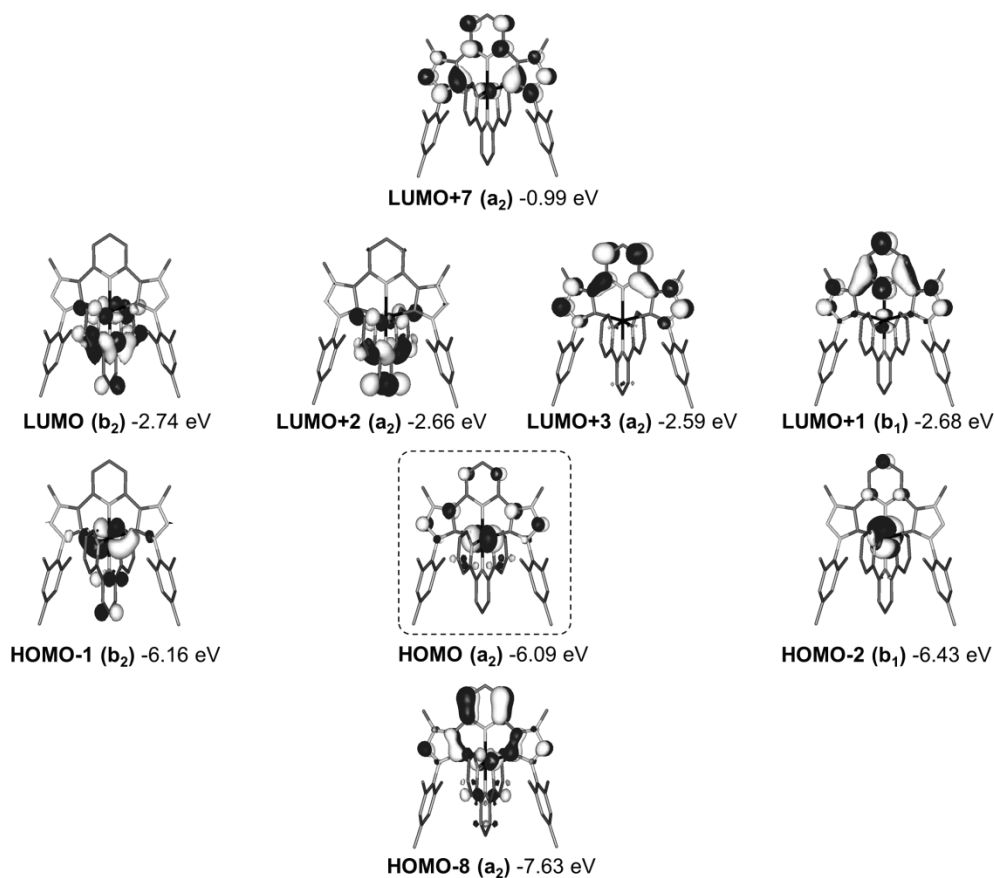 LUMO+7 (a₂) -0.99 eV
LUMO (b₂) -2.74 eV
LUMO+2 (a₂) -2.66 eV
LUMO+3 (a₂) -2.59 eV
LUMO+1 (b₁) -2.68 eV
HOMO-1 (b₂) -6.16 eV
HOMO (a₂) -6.09 eV
HOMO-2 (b₁) -6.43 eV
HOMO-8 (a₂) -7.63 eV